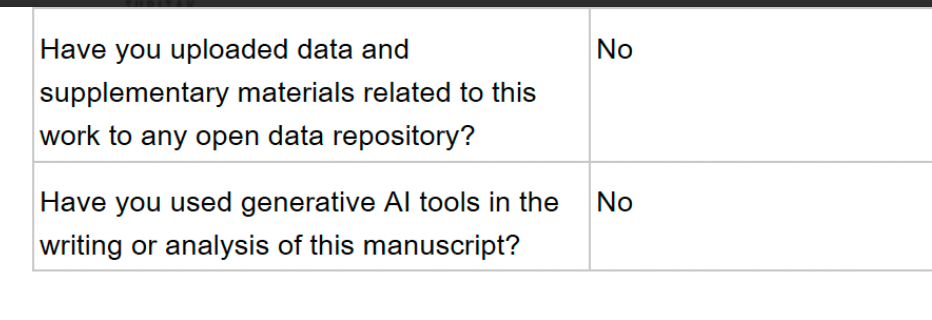 Have you uploaded data and
supplementary materials related to this
work to any open data repository?
No
Have you used generative AI tools in the
writing or analysis of this manuscript?
No